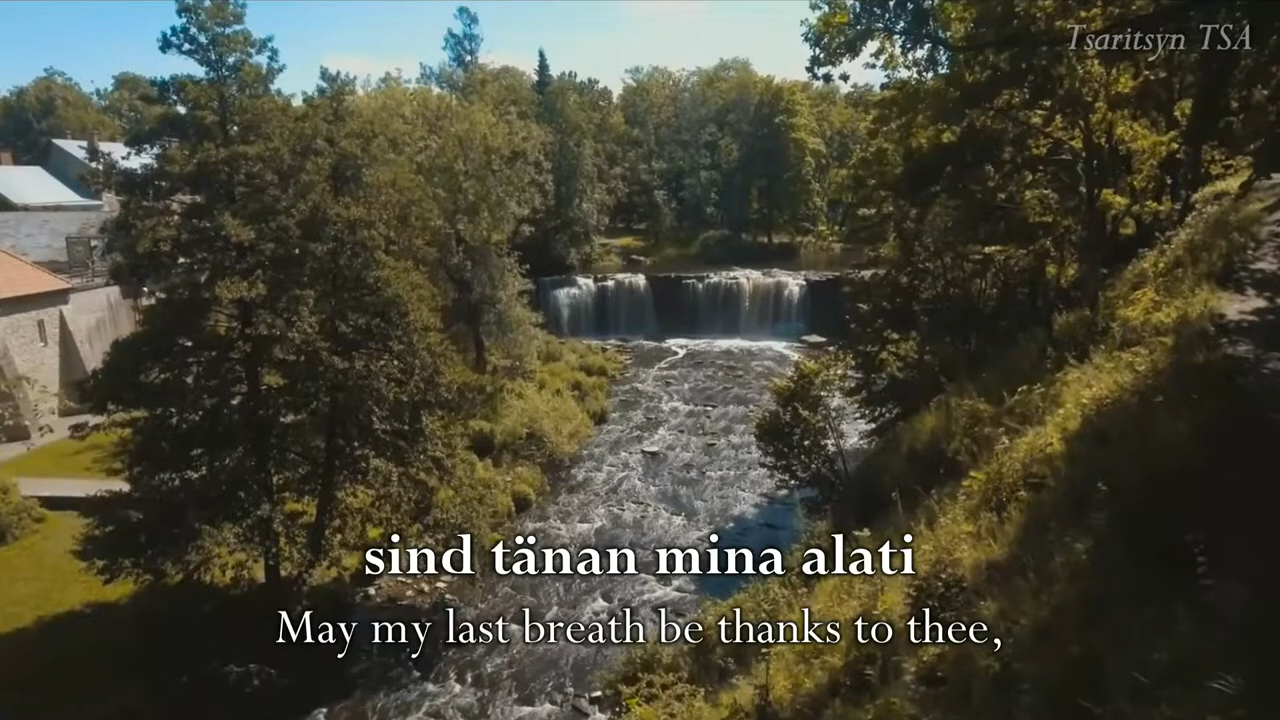 Tsaritsyn TSA
sind tänan mina alati
May my last breath be thanks to thee,